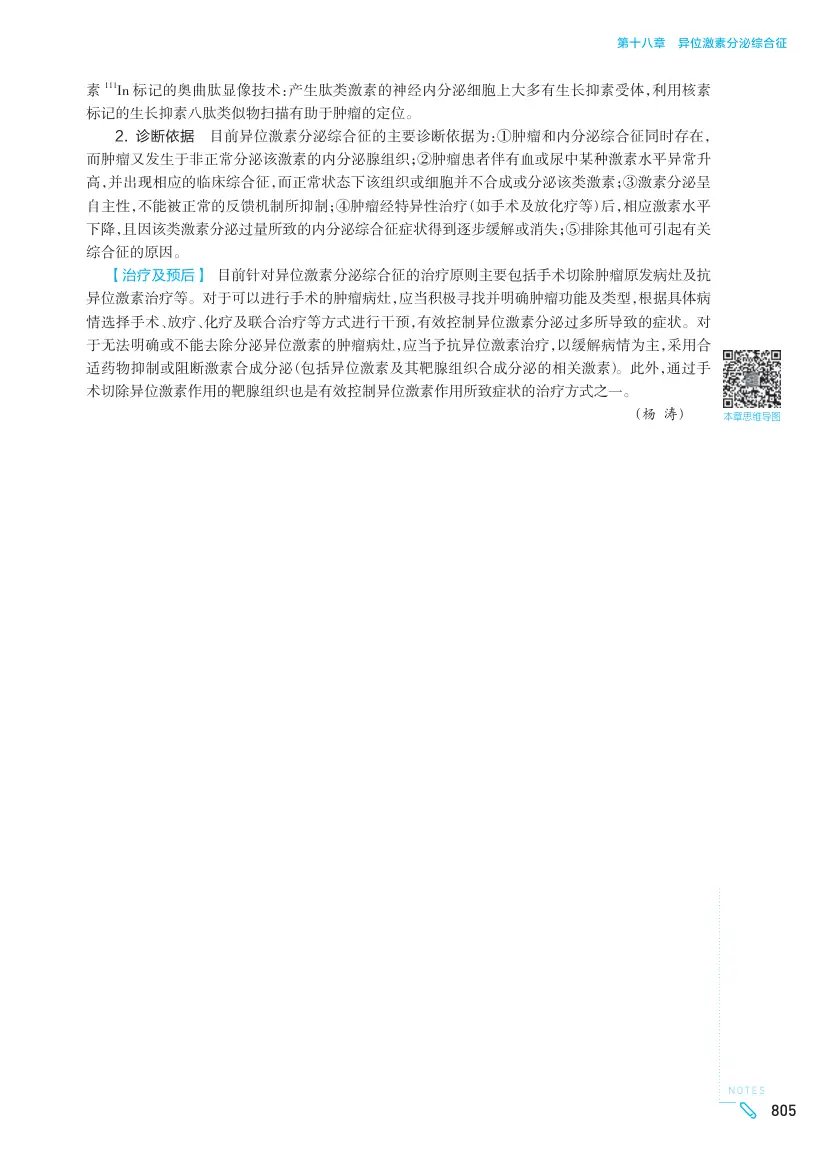 第十八章 异位激素分泌综合征
素 ¹¹¹In 标记的奥曲肽显像技术:产生肽类激素的神经内分泌细胞上大多有生长抑素受体,利用核素
标记的生长抑素八肽类似物扫描有助于肿瘤的定位。
2. 诊断依据 目前异位激素分泌综合征的主要诊断依据为:①肿瘤和内分泌综合征同时存在,
而肿瘤又发生于非正常分泌该激素的内分泌腺组织;②肿瘤患者伴有血或尿中某种激素水平异常升
高,并出现相应的临床综合征,而正常状态下该组织或细胞并不合成或分泌该类激素;③激素分泌呈
自主性,不能被正常的反馈机制所抑制;④肿瘤经特异性治疗(如手术及放化疗等)后,相应激素水平
下降,且因该类激素分泌过量所致的内分泌综合征症状得到逐步缓解或消失;⑤排除其他可引起有关
综合征的原因。
【治疗及预后】 目前针对异位激素分泌综合征的治疗原则主要包括手术切除肿瘤原发病灶及抗
异位激素治疗等。对于可以进行手术的肿瘤病灶,应当积极寻找并明确肿瘤功能及类型,根据具体病
情选择手术、放疗、化疗及联合治疗等方式进行干预,有效控制异位激素分泌过多所导致的症状。对
于无法明确或不能去除分泌异位激素的肿瘤病灶,应当予抗异位激素治疗,以缓解病情为主,采用合
适药物抑制或阻断激素合成分泌(包括异位激素及其靶腺组织合成分泌的相关激素)。此外,通过手
术切除异位激素作用的靶腺组织也是有效控制异位激素作用所致症状的治疗方式之一。
(杨 涛)
本章思维导图
NOTES
805